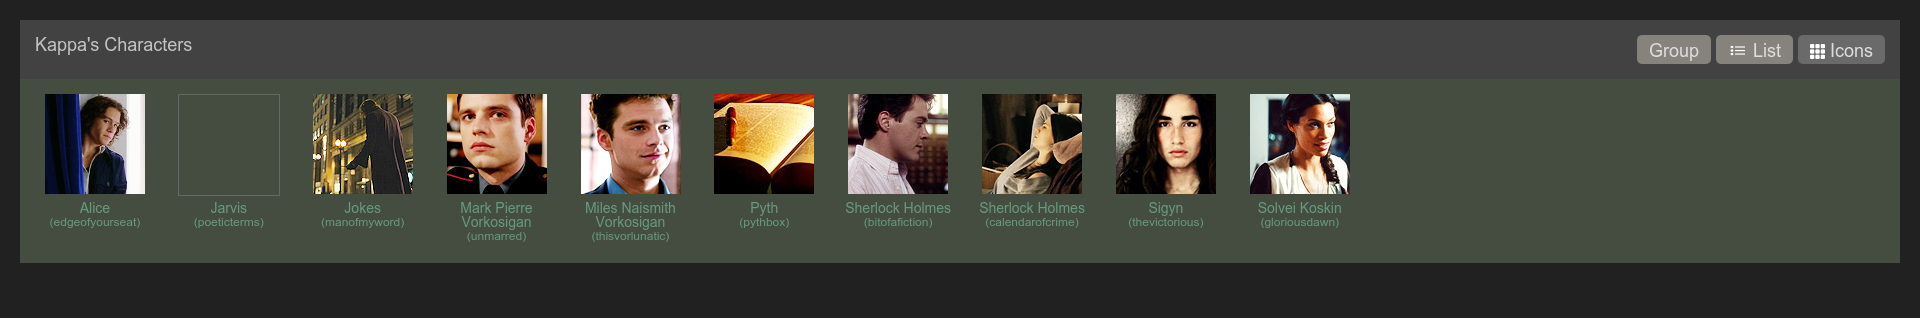 Kappa's Characters
Group
List
Icons
Alice
(edgeofyourseat)
Jarvis
(poeticterms)
Jokes
(manofmyword)
Mark Pierre
Vorkosigan
(unmarred)
Miles Naismith
Vorkosigan
(thisvorlunatic)
Pyth
(pythbox)
Sherlock Holmes
(bitofafiction)
Sherlock Holmes
(calendarofcrime)
Sigyn
(thevictorious)
Solvei Koskin
(gloriousdawn)